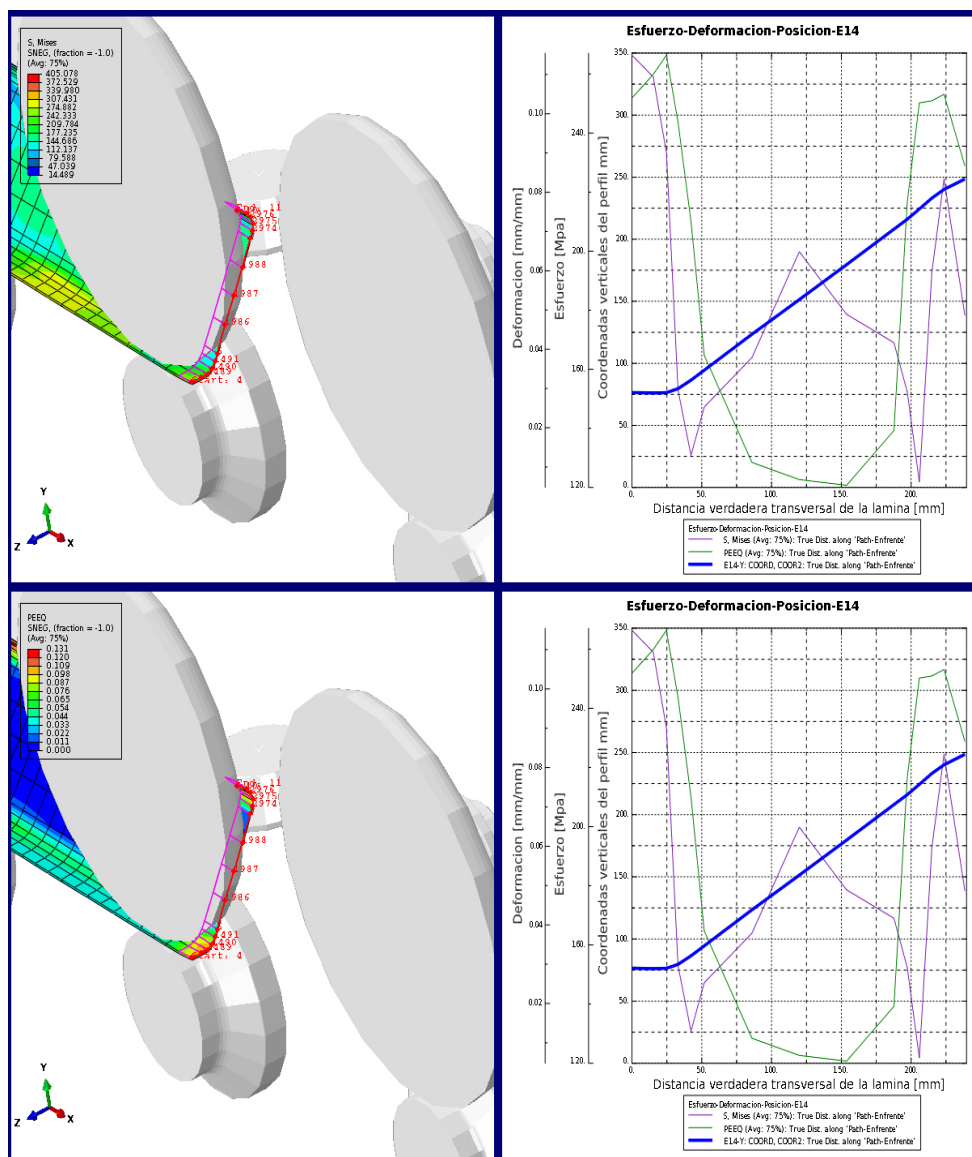 S, Mises
SNEG, (fraction = -1.0)
(Avg: 75%)
405.078
372.529
339.980
307.431
274.882
242.333
209.784
177.235
144.686
112.137
79.588
47.039
14.489
988
987
986
491
490
Y
Z
X
Esfuerzo-Deformacion-Posicion-E14
Deformacion [mm/mm]
0.10
0.08
0.06
0.04
0.02
Esfuerzo [Mpa]
240.
200.
160.
120.
Coordenadas verticales del perfil mm]
350.
300.
250.
200.
150.
100.
50.
0.
0.
50.
100.
150.
200.
Distancia verdadera transversal de la lamina [mm]
Esfuerzo-Deformacion-Posicion-E14
S, Mises (Avg: 75%): True Dist. along 'Path-Enfrente'
PEEQ (Avg: 75%): True Dist. along 'Path-Enfrente'
E14-Y: COORD, COOR2: True Dist. along 'Path-Enfrente'
PEEQ
SNEG, (fraction = -1.0)
(Avg: 75%)
0.131
0.120
0.109
0.098
0.087
0.076
0.065
0.054
0.044
0.033
0.022
0.011
0.000
988
987
986
491
490
Y
Z
X
Esfuerzo-Deformacion-Posicion-E14
Deformacion [mm/mm]
0.10
0.08
0.06
0.04
0.02
Esfuerzo [Mpa]
240.
200.
160.
120.
Coordenadas verticales del perfil mm]
350.
300.
250.
200.
150.
100.
50.
0.
0.
50.
100.
150.
200.
Distancia verdadera transversal de la lamina [mm]
Esfuerzo-Deformacion-Posicion-E14
S, Mises (Avg: 75%): True Dist. along 'Path-Enfrente'
PEEQ (Avg: 75%): True Dist. along 'Path-Enfrente'
E14-Y: COORD, COOR2: True Dist. along 'Path-Enfrente'